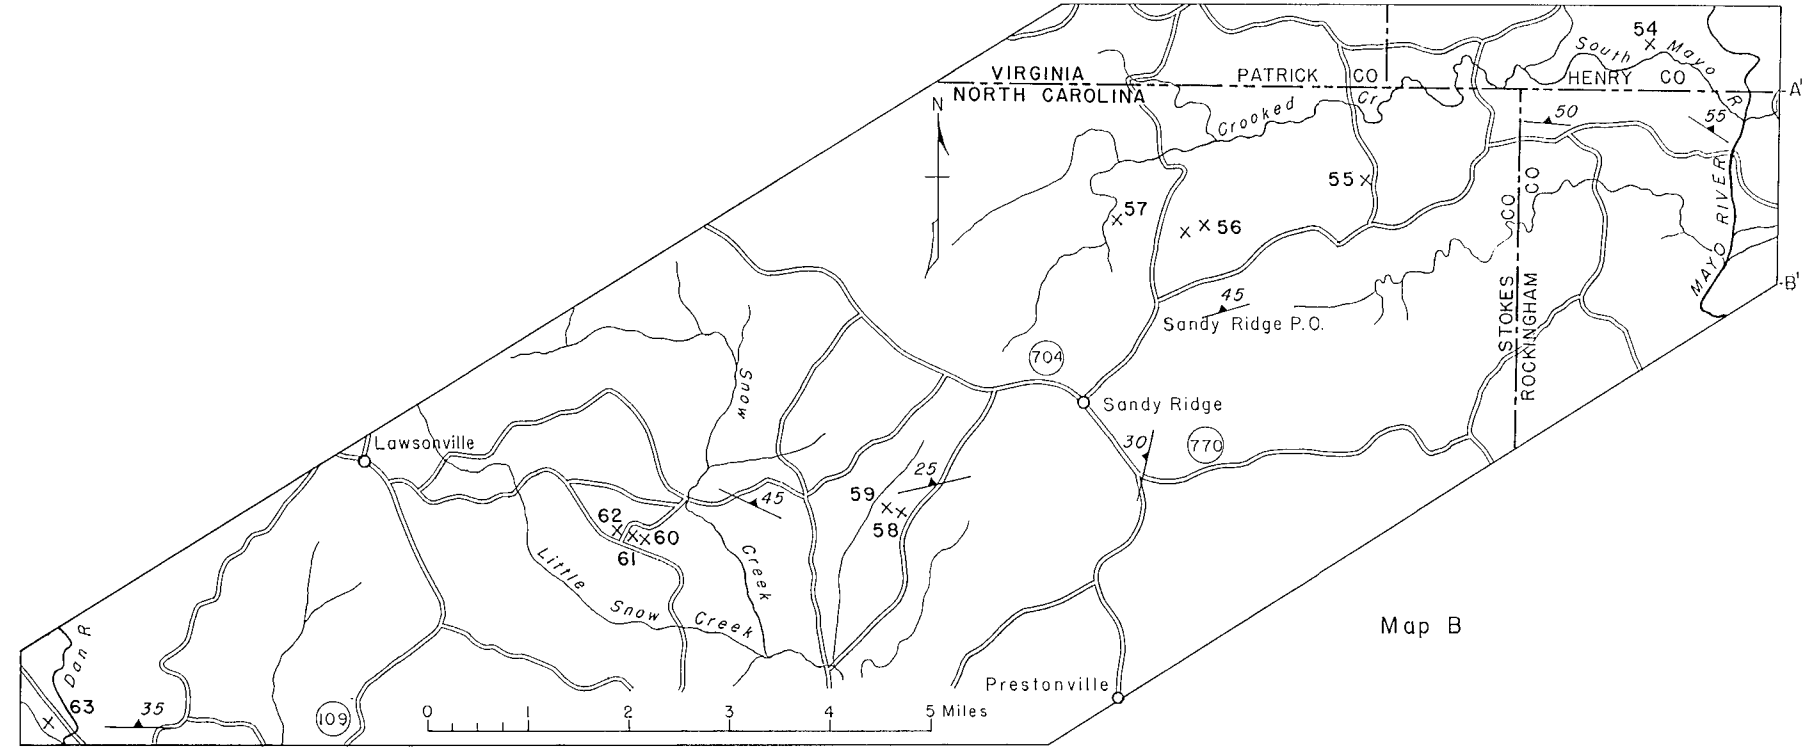 54
South Mayo R
VIRGINIA
PATRICK CO
HENRY CO
NORTH CAROLINA
A'
N
Crooked Cr
50
55
55
STOKES CO
ROCKINGHAM CO
MAYO RIVER
57
56
B'
45
Sandy Ridge P.O.
704
Snow Creek
Sandy Ridge
Lawsonville
30
770
25
59
45
58
62
60
61
Little Snow Creek
Map B
Dan R
Prestonville
63
35
109
0 1 2 3 4 5 Miles